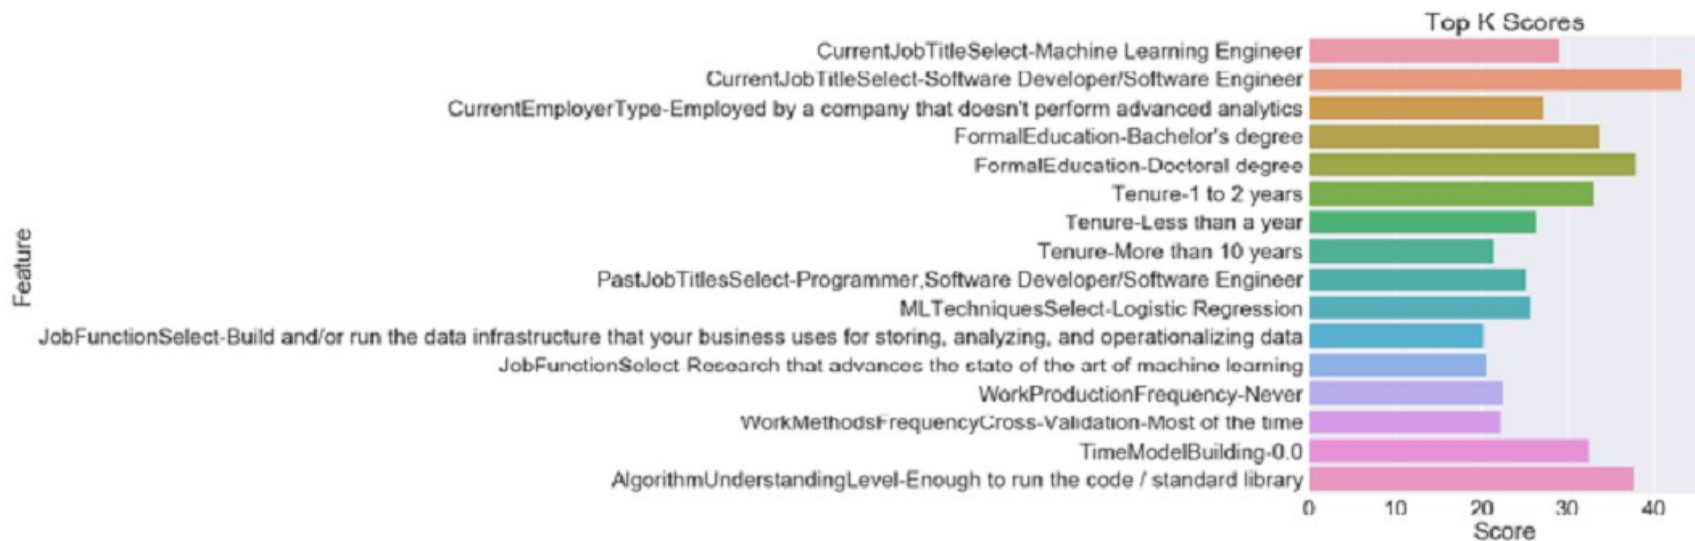 Top K Scores
CurrentJobTitleSelect-Machine Learning Engineer
CurrentJobTitleSelect-Software Developer/Software Engineer
CurrentEmployerType-Employed by a company that doesn't perform advanced analytics
FormalEducation-Bachelor's degree
FormalEducation-Doctoral degree
Tenure-1 to 2 years
Tenure-Less than a year
Tenure-More than 10 years
PastJobTitlesSelect-Programmer,Software Developer/Software Engineer
MLTechniquesSelect-Logistic Regression
JobFunctionSelect-Build and/or run the data infrastructure that your business uses for storing, analyzing, and operationalizing data
JobFunctionSelect-Research that advances the state of the art of machine learning
WorkProductionFrequency-Never
WorkMethodsFrequencyCross-Validation-Most of the time
TimeModelBuilding-0.0
AlgorithmUnderstandingLevel-Enough to run the code / standard library
Feature
0 10 20 30 40
Score